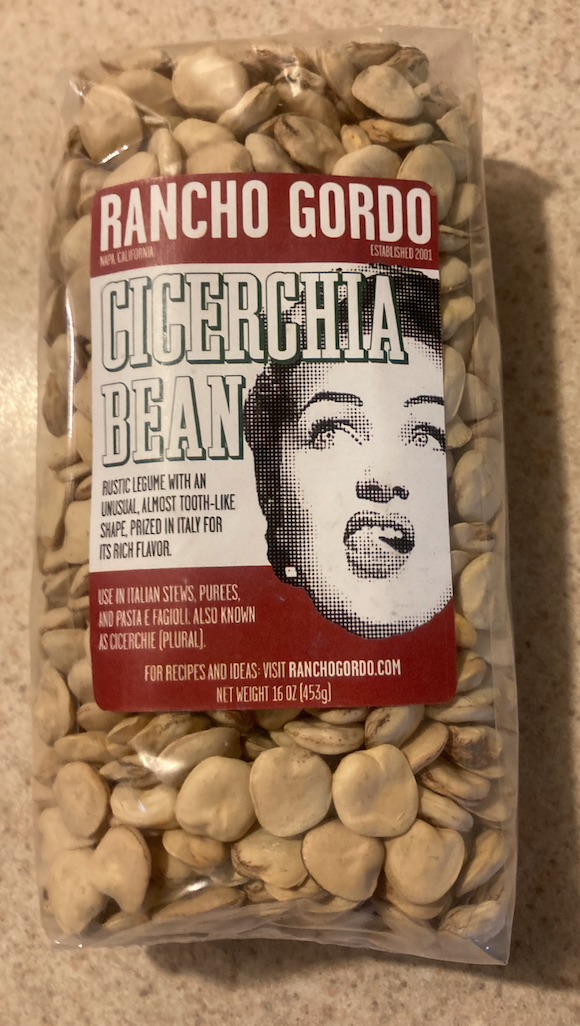 RANCHO GORDO
NAPA, CALIFORNIA
ESTABLISHED 2001
CICERCHIA
BEAN
RUSTIC LEGUME WITH AN
UNUSUAL, ALMOST TOOTH-LIKE
SHAPE, PRIZED IN ITALY FOR
ITS RICH FLAVOR.
USE IN ITALIAN STEWS, PUREES,
AND PASTA E FAGIOLI. ALSO KNOWN
AS CICERCHIE (PLURAL).
FOR RECIPES AND IDEAS: VISIT RANCHOGORDO.COM
NET WEIGHT 16 OZ (453g)